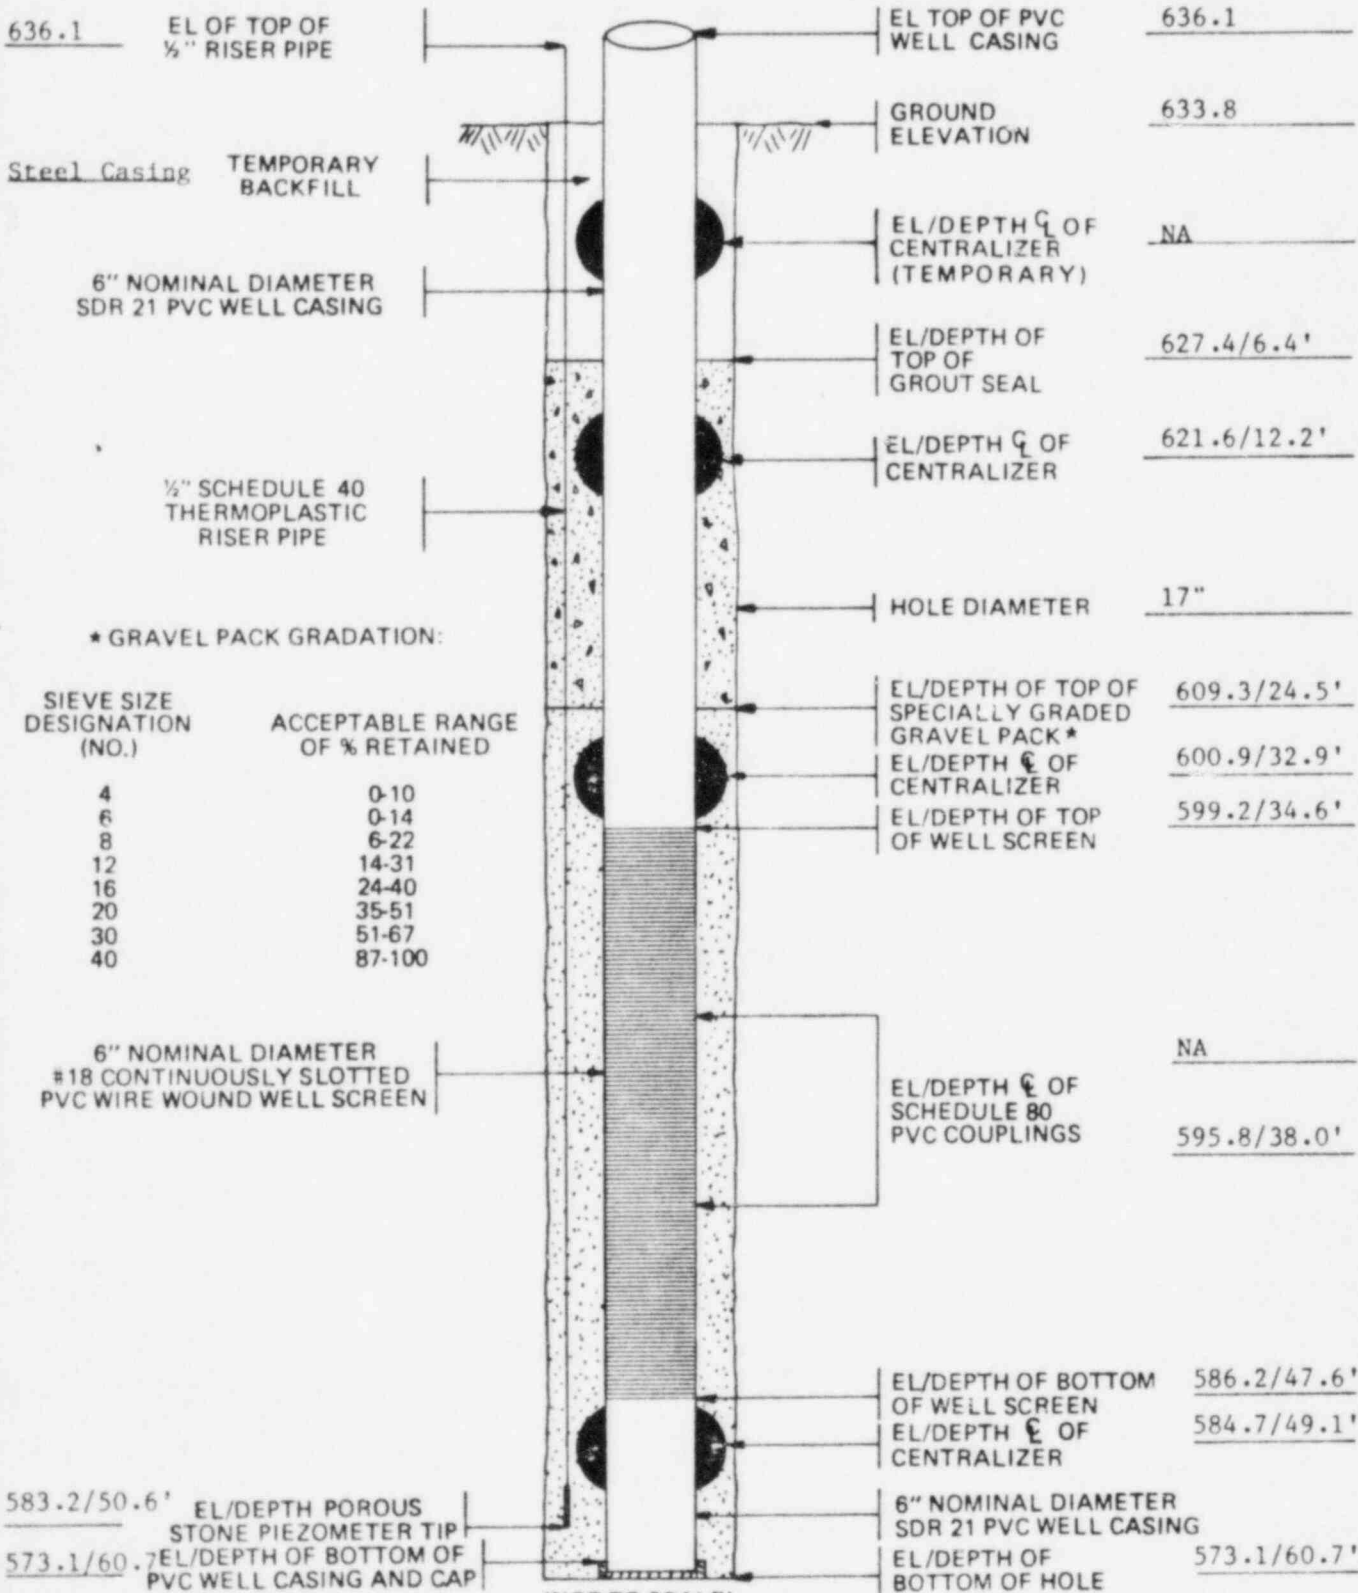 636.1
EL OF TOP OF
½" RISER PIPE
EL TOP OF PVC
WELL CASING
636.1
GROUND
ELEVATION
633.8
Steel Casing
TEMPORARY
BACKFILL
EL/DEPTH ℄ OF
CENTRALIZER
(TEMPORARY)
NA
6" NOMINAL DIAMETER
SDR 21 PVC WELL CASING
EL/DEPTH OF
TOP OF
GROUT SEAL
627.4/6.4'
EL/DEPTH ℄ OF
CENTRALIZER
621.6/12.2'
½" SCHEDULE 40
THERMOPLASTIC
RISER PIPE
HOLE DIAMETER
17"
* GRAVEL PACK GRADATION:
SIEVE SIZE
DESIGNATION
(NO.)
ACCEPTABLE RANGE
OF % RETAINED
4 0-10
6 0-14
8 6-22
12 14-31
16 24-40
20 35-51
30 51-67
40 87-100
EL/DEPTH OF TOP OF
SPECIALLY GRADED
GRAVEL PACK*
609.3/24.5'
EL/DEPTH ℄ OF
CENTRALIZER
600.9/32.9'
EL/DEPTH OF TOP
OF WELL SCREEN
599.2/34.6'
6" NOMINAL DIAMETER
#18 CONTINUOUSLY SLOTTED
PVC WIRE WOUND WELL SCREEN
NA
EL/DEPTH ℄ OF
SCHEDULE 80
PVC COUPLINGS
595.8/38.0'
EL/DEPTH OF BOTTOM
OF WELL SCREEN
586.2/47.6'
EL/DEPTH ℄ OF
CENTRALIZER
584.7/49.1'
583.2/50.6'
EL/DEPTH POROUS
STONE PIEZOMETER TIP
6" NOMINAL DIAMETER
SDR 21 PVC WELL CASING
573.1/60.7
EL/DEPTH OF BOTTOM OF
PVC WELL CASING AND CAP
EL/DEPTH OF
BOTTOM OF HOLE
573.1/60.7'